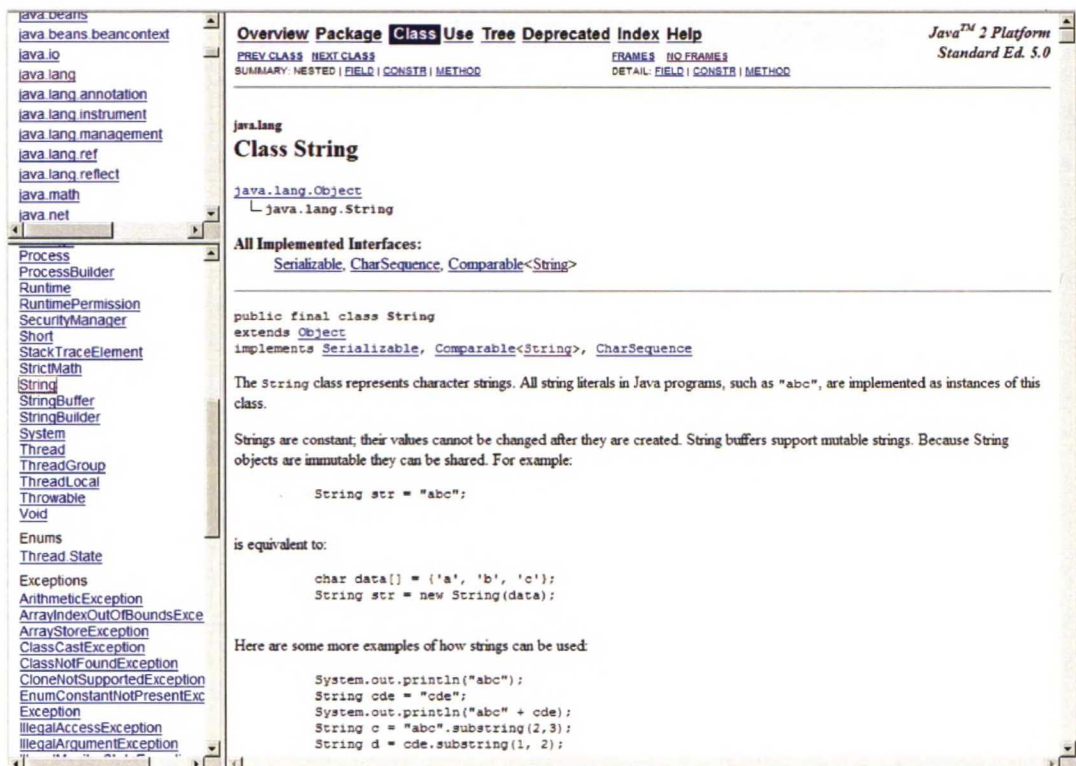 java.beans
java.beans.beancontext
java.io
java.lang
java.lang.annotation
java.lang.instrument
java.lang.management
java.lang.ref
java.lang.reflect
java.math
java.net
Process
ProcessBuilder
Runtime
RuntimePermission
SecurityManager
Short
StackTraceElement
StrictMath
String
StringBuffer
StringBuilder
System
Thread
ThreadGroup
ThreadLocal
Throwable
Void
Enums
Thread.State
Exceptions
ArithmeticException
ArrayIndexOutOfBoundsExce
ArrayStoreException
ClassCastException
ClassNotFoundException
CloneNotSupportedException
EnumConstantNotPresentExc
Exception
IllegalAccessException
IllegalArgumentException
Overview Package Class Use Tree Deprecated Index Help
Java™ 2 Platform
Standard Ed. 5.0
PREV CLASS NEXT CLASS
FRAMES NO FRAMES
SUMMARY: NESTED | FIELD | CONSTR | METHOD
DETAIL: FIELD | CONSTR | METHOD
java.lang
Class String
java.lang.Object
java.lang.String
All Implemented Interfaces:
Serializable, CharSequence, Comparable<String>
public final class String
extends Object
implements Serializable, Comparable<String>, CharSequence
The String class represents character strings. All string literals in Java programs, such as "abc", are implemented as instances of this
class.
Strings are constant; their values cannot be changed after they are created. String buffers support mutable strings. Because String
objects are immutable they can be shared. For example:
String str = "abc";
is equivalent to:
char data[] = {'a', 'b', 'c'};
String str = new String(data);
Here are some more examples of how strings can be used:
System.out.println("abc");
String cde = "cde";
System.out.println("abc" + cde);
String c = "abc".substring(2,3);
String d = cde.substring(1, 2);